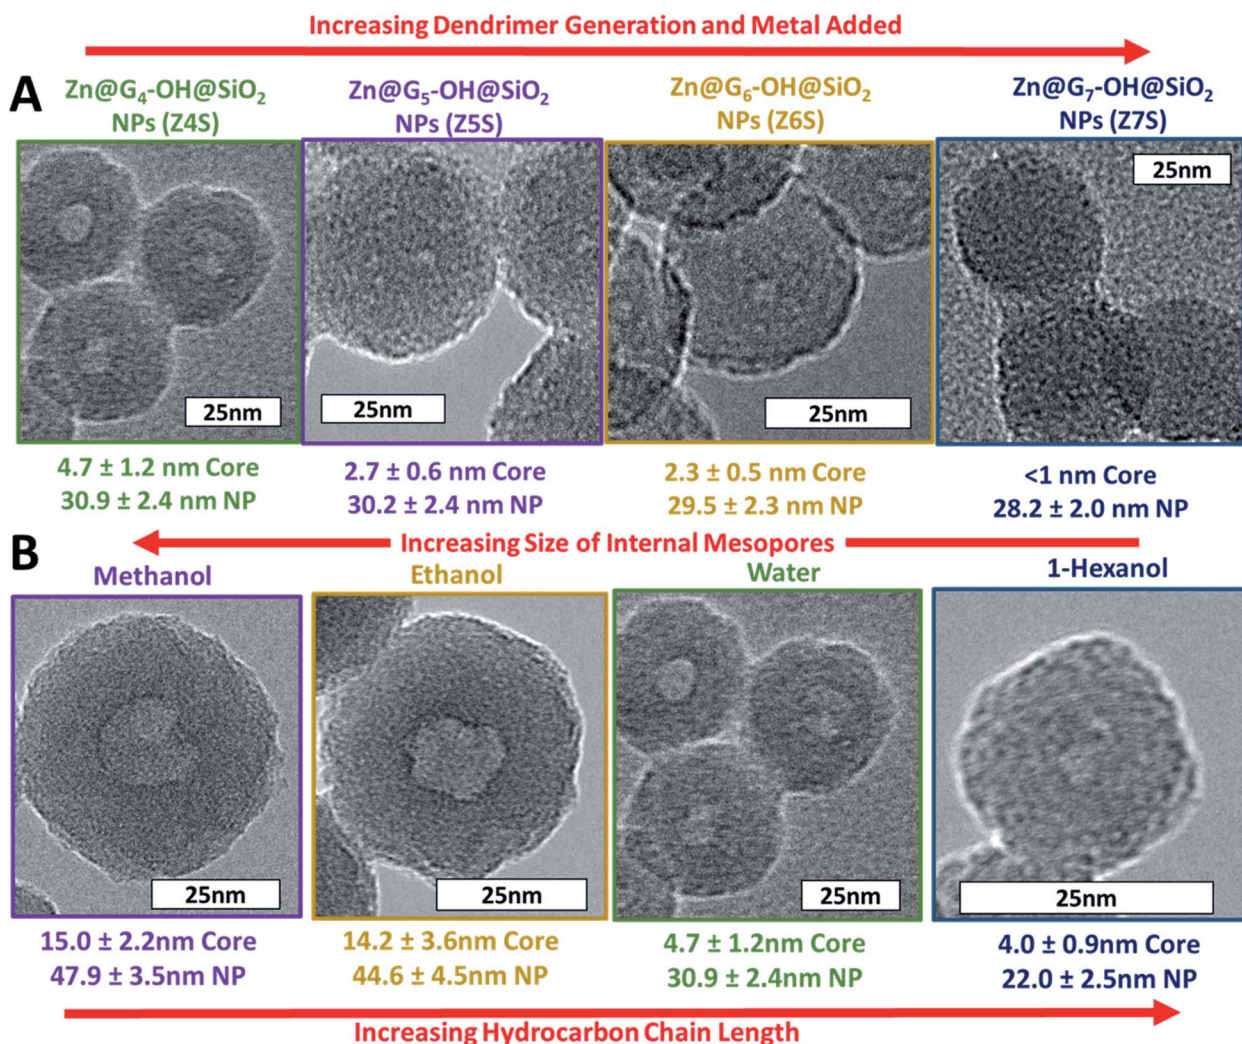 Increasing Dendrimer Generation and Metal Added
A
Zn@G₄-OH@SiO₂
NPs (Z4S)
Zn@G₅-OH@SiO₂
NPs (Z5S)
Zn@G₆-OH@SiO₂
NPs (Z6S)
Zn@G₇-OH@SiO₂
NPs (Z7S)
25nm
25nm
25nm
25nm
4.7 ± 1.2 nm Core
30.9 ± 2.4 nm NP
2.7 ± 0.6 nm Core
30.2 ± 2.4 nm NP
2.3 ± 0.5 nm Core
29.5 ± 2.3 nm NP
<1 nm Core
28.2 ± 2.0 nm NP
Increasing Size of Internal Mesopores
B
Methanol
Ethanol
Water
1-Hexanol
25nm
25nm
25nm
25nm
15.0 ± 2.2nm Core
47.9 ± 3.5nm NP
14.2 ± 3.6nm Core
44.6 ± 4.5nm NP
4.7 ± 1.2nm Core
30.9 ± 2.4nm NP
4.0 ± 0.9nm Core
22.0 ± 2.5nm NP
Increasing Hydrocarbon Chain Length